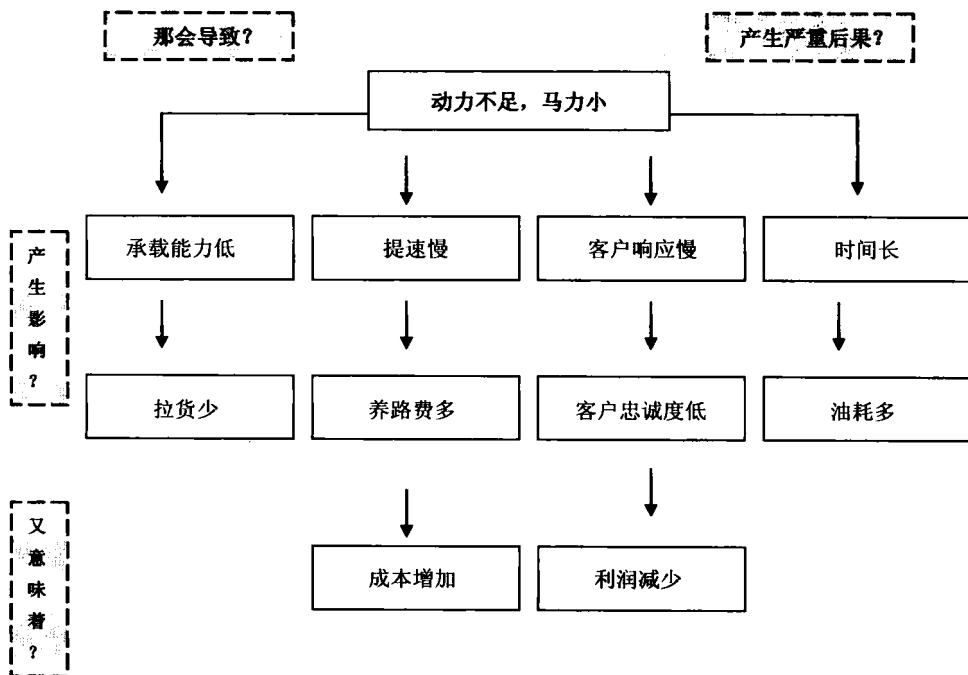 那会导致?
产生严重后果?
动力不足，马力小
承载能力低
提速慢
客户响应慢
时间长
产
生
影
响
?
拉货少
养路费多
客户忠诚度低
油耗多
又
意
味
着
?
成本增加
利润减少